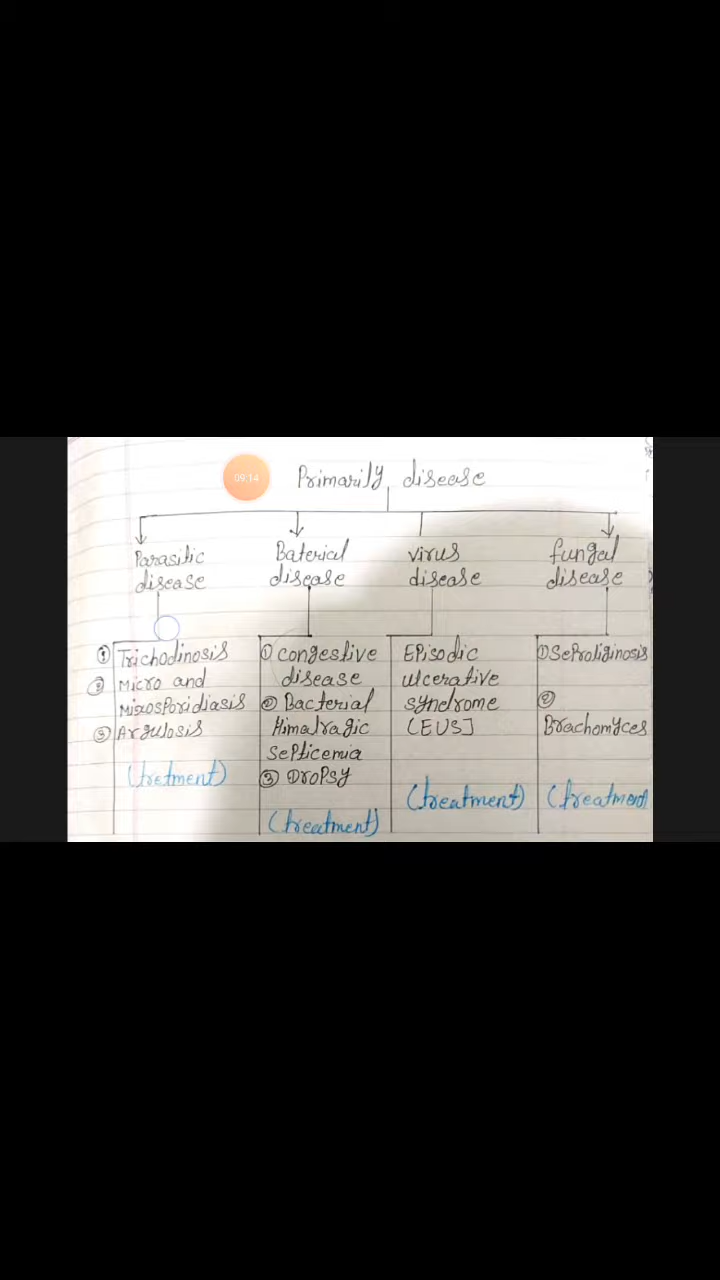 09:14
Primarily disease
Parasitic disease
Baterial disease
virus disease
fungal disease
① Trichodinosis
② Micro and
Mixosporidiasis
③ Argulosis
(tretment)
① congestive
disease
② Bacterial
Himalragic
Septicemia
③ Dropsy
(treatment)
EPisodic
ulcerative
syndrome
(EUS]
(treatment)
① SeProliginosis
②
Brachomyces
(treatment